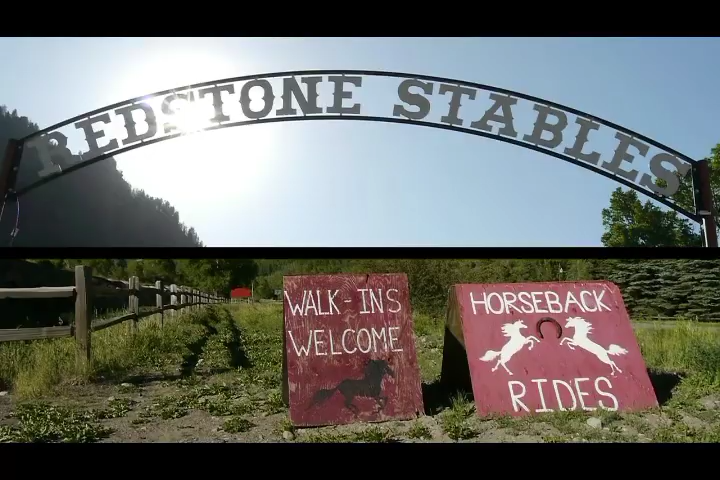 REDSTONE STABLES
WALK-INS
WELCOME
HORSEBACK
RIDES